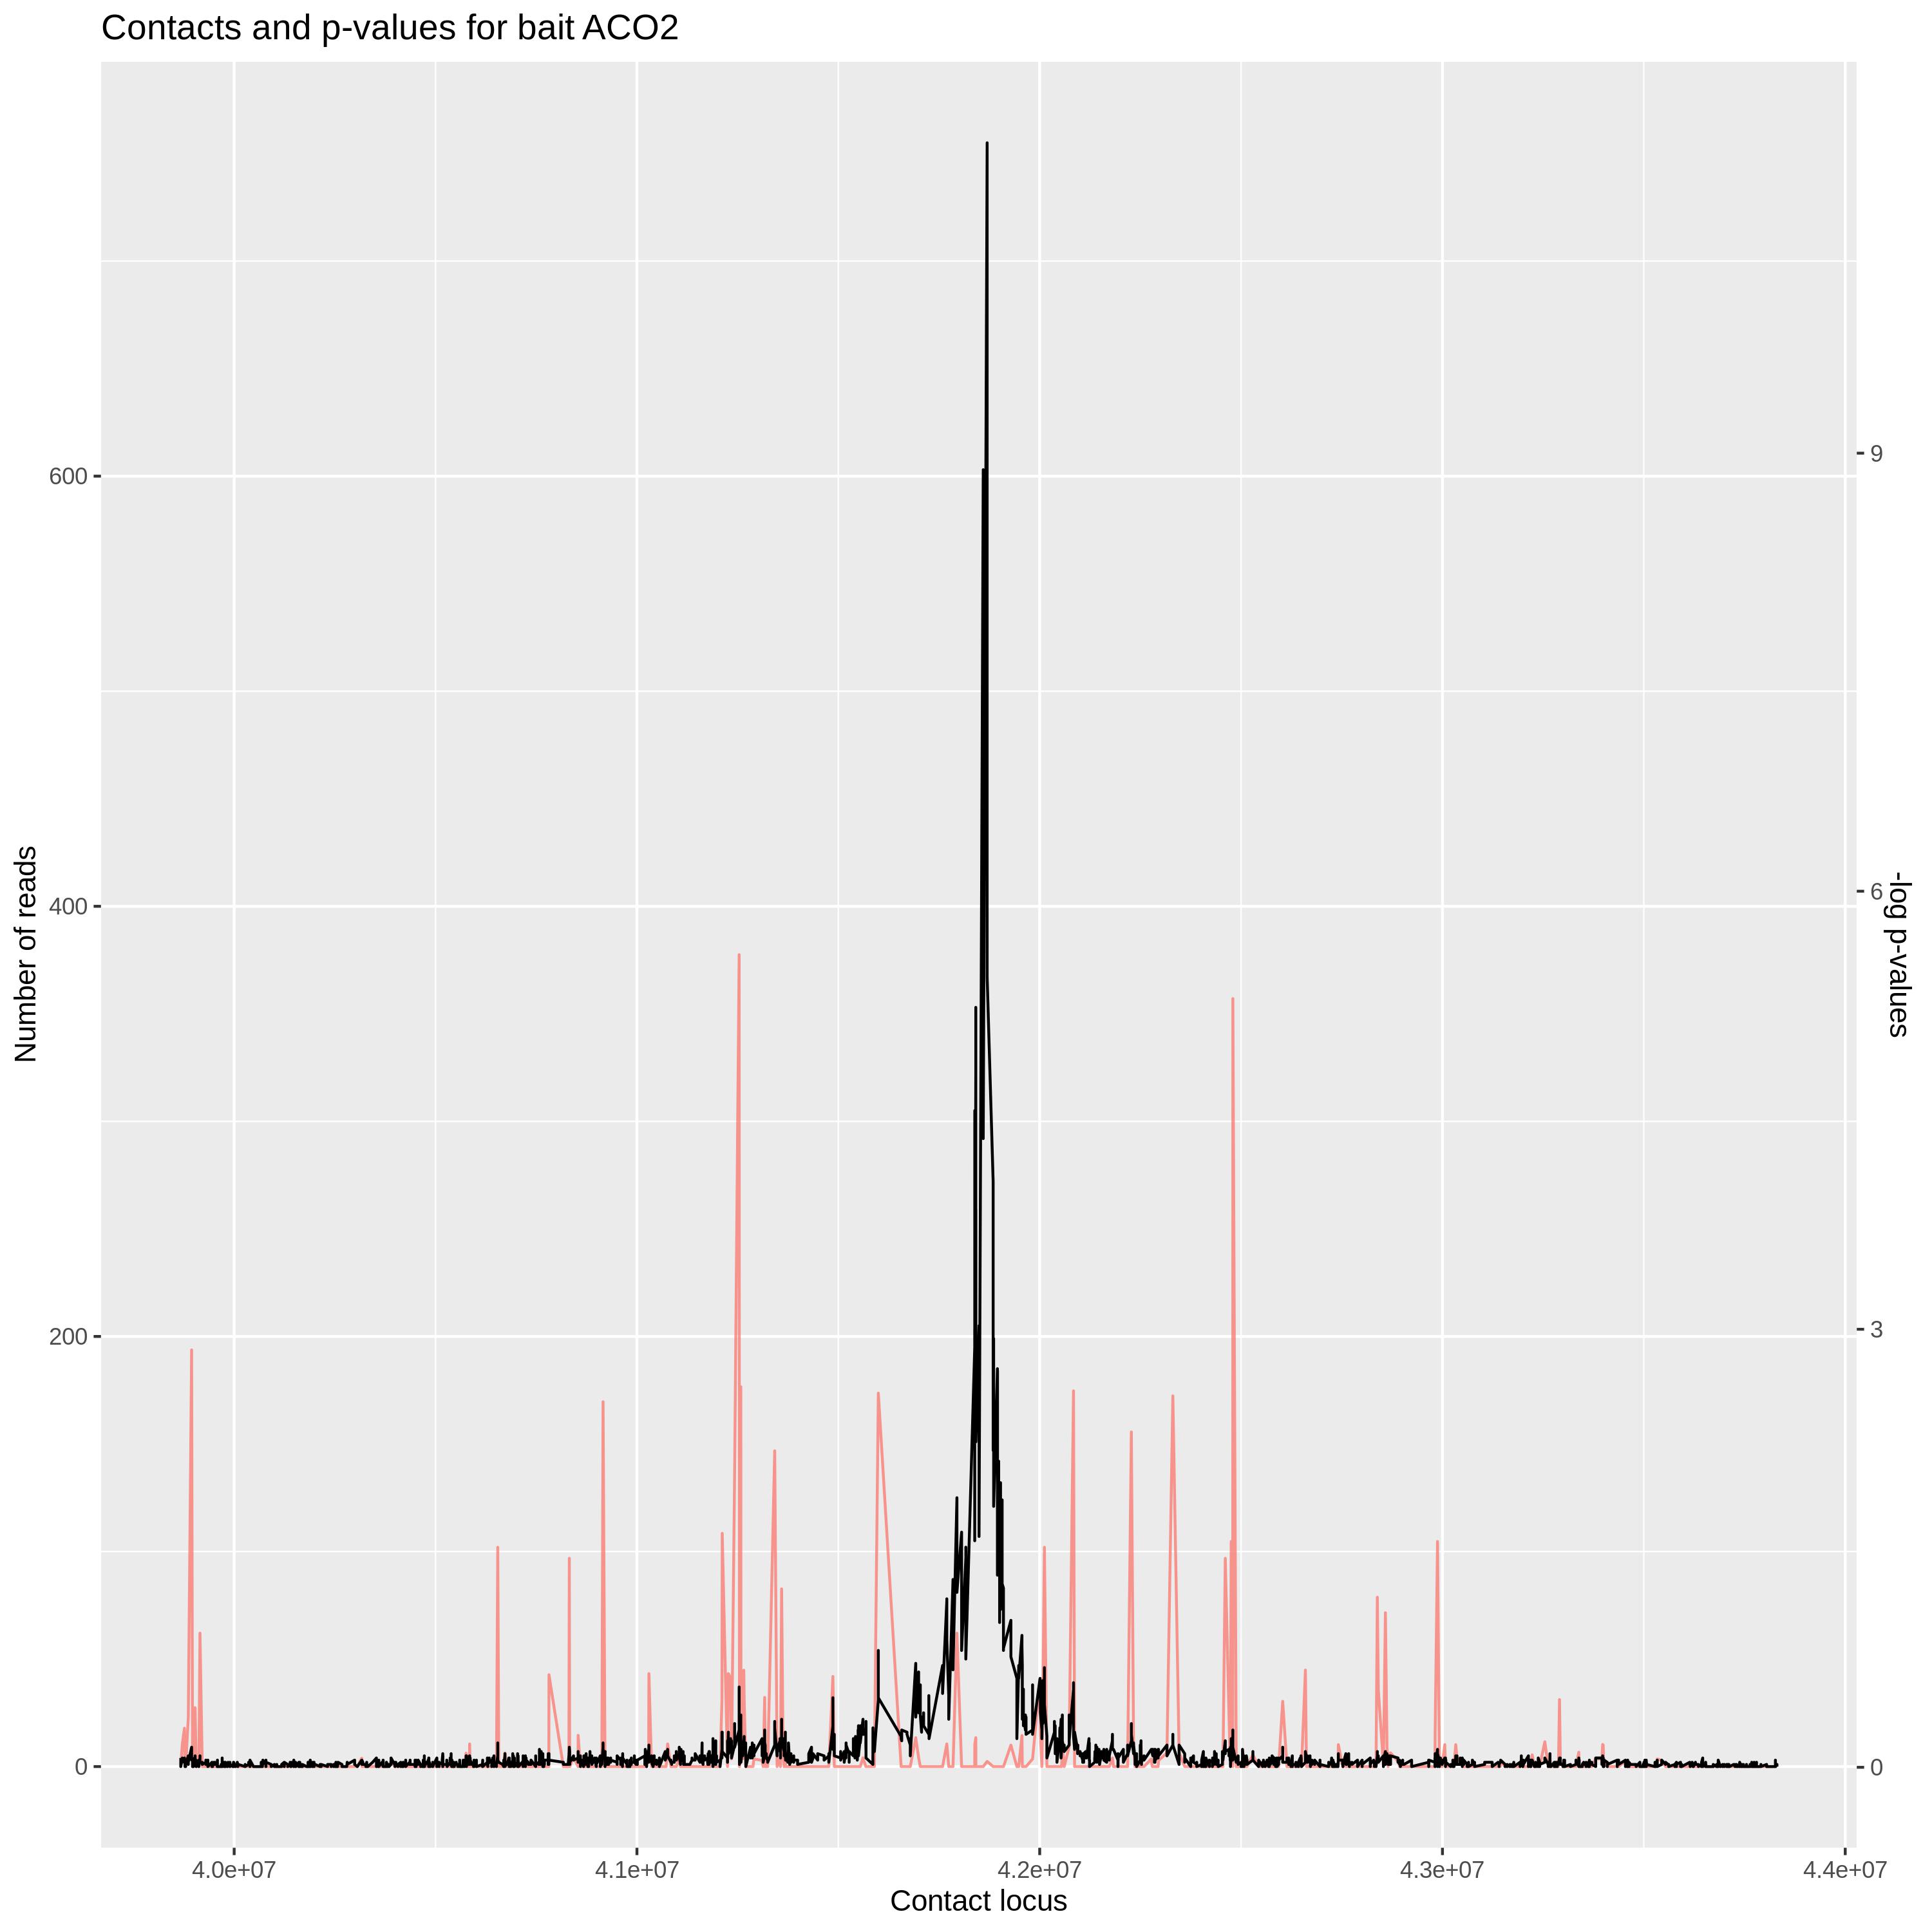 Contacts and p-values for bait ACO2
Number of reads
600
400
200
0
9
6
3
0
-log p-values
4.0e+07
4.1e+07
4.2e+07
4.3e+07
4.4e+07
Contact locus